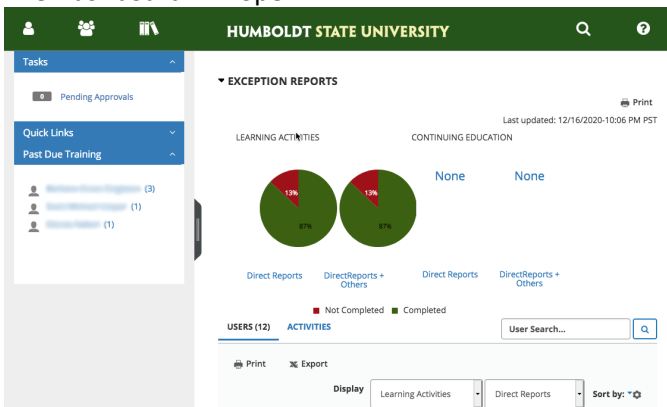 HUMBOLDT STATE UNIVERSITY
Tasks
0 Pending Approvals
Quick Links
Past Due Training
(3)
(1)
(1)
EXCEPTION REPORTS
Print
Last updated: 12/16/2020-10:06 PM PST
LEARNING ACTIVITIES CONTINUING EDUCATION
13% 13% None None
87% 87%
Direct Reports DirectReports + Others Direct Reports DirectReports + Others
Not Completed Completed
USERS (12) ACTIVITIES User Search...
Print Export
Display Learning Activities Direct Reports Sort by: